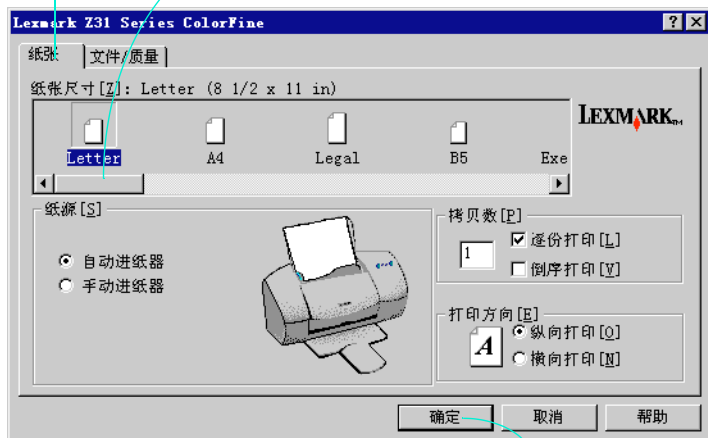 Lexmark Z31 Series ColorFine
纸张 文件/质量
纸张尺寸[Z]: Letter (8 1/2 x 11 in)
LEXMARK™
Letter A4 Legal B5 Exe
纸源[S]
自动进纸器
手动进纸器
拷贝数[P]
1
逐份打印[L]
倒序打印[V]
打印方向[E]
A
纵向打印[O]
横向打印[N]
确定 取消 帮助